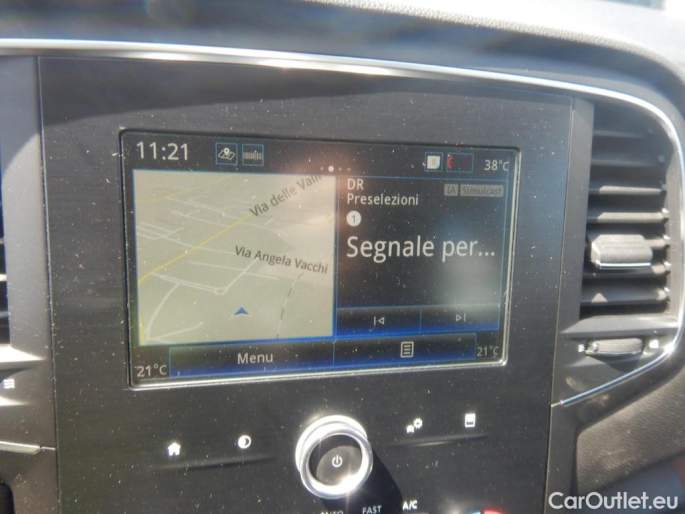 11:21
38°C
Via delle Valli
Via Angela Vacchi
DR
Preselezioni
Simulcast
1
Segnale per...
Menu
21°C
21°C
FAST
A/C
CarOutlet.eu